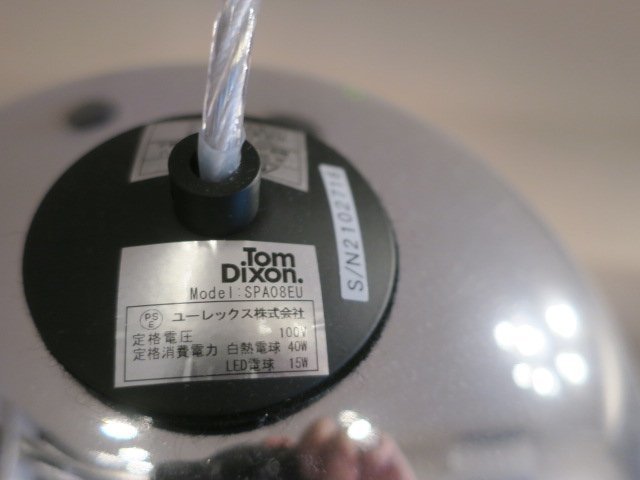 Tom
Dixon.
Model:SPA08EU
PS
E
ユーレックス株式会社
定格電圧 100V
定格消費電力 白熱電球 40W
LED電球 15W
S/N2102718